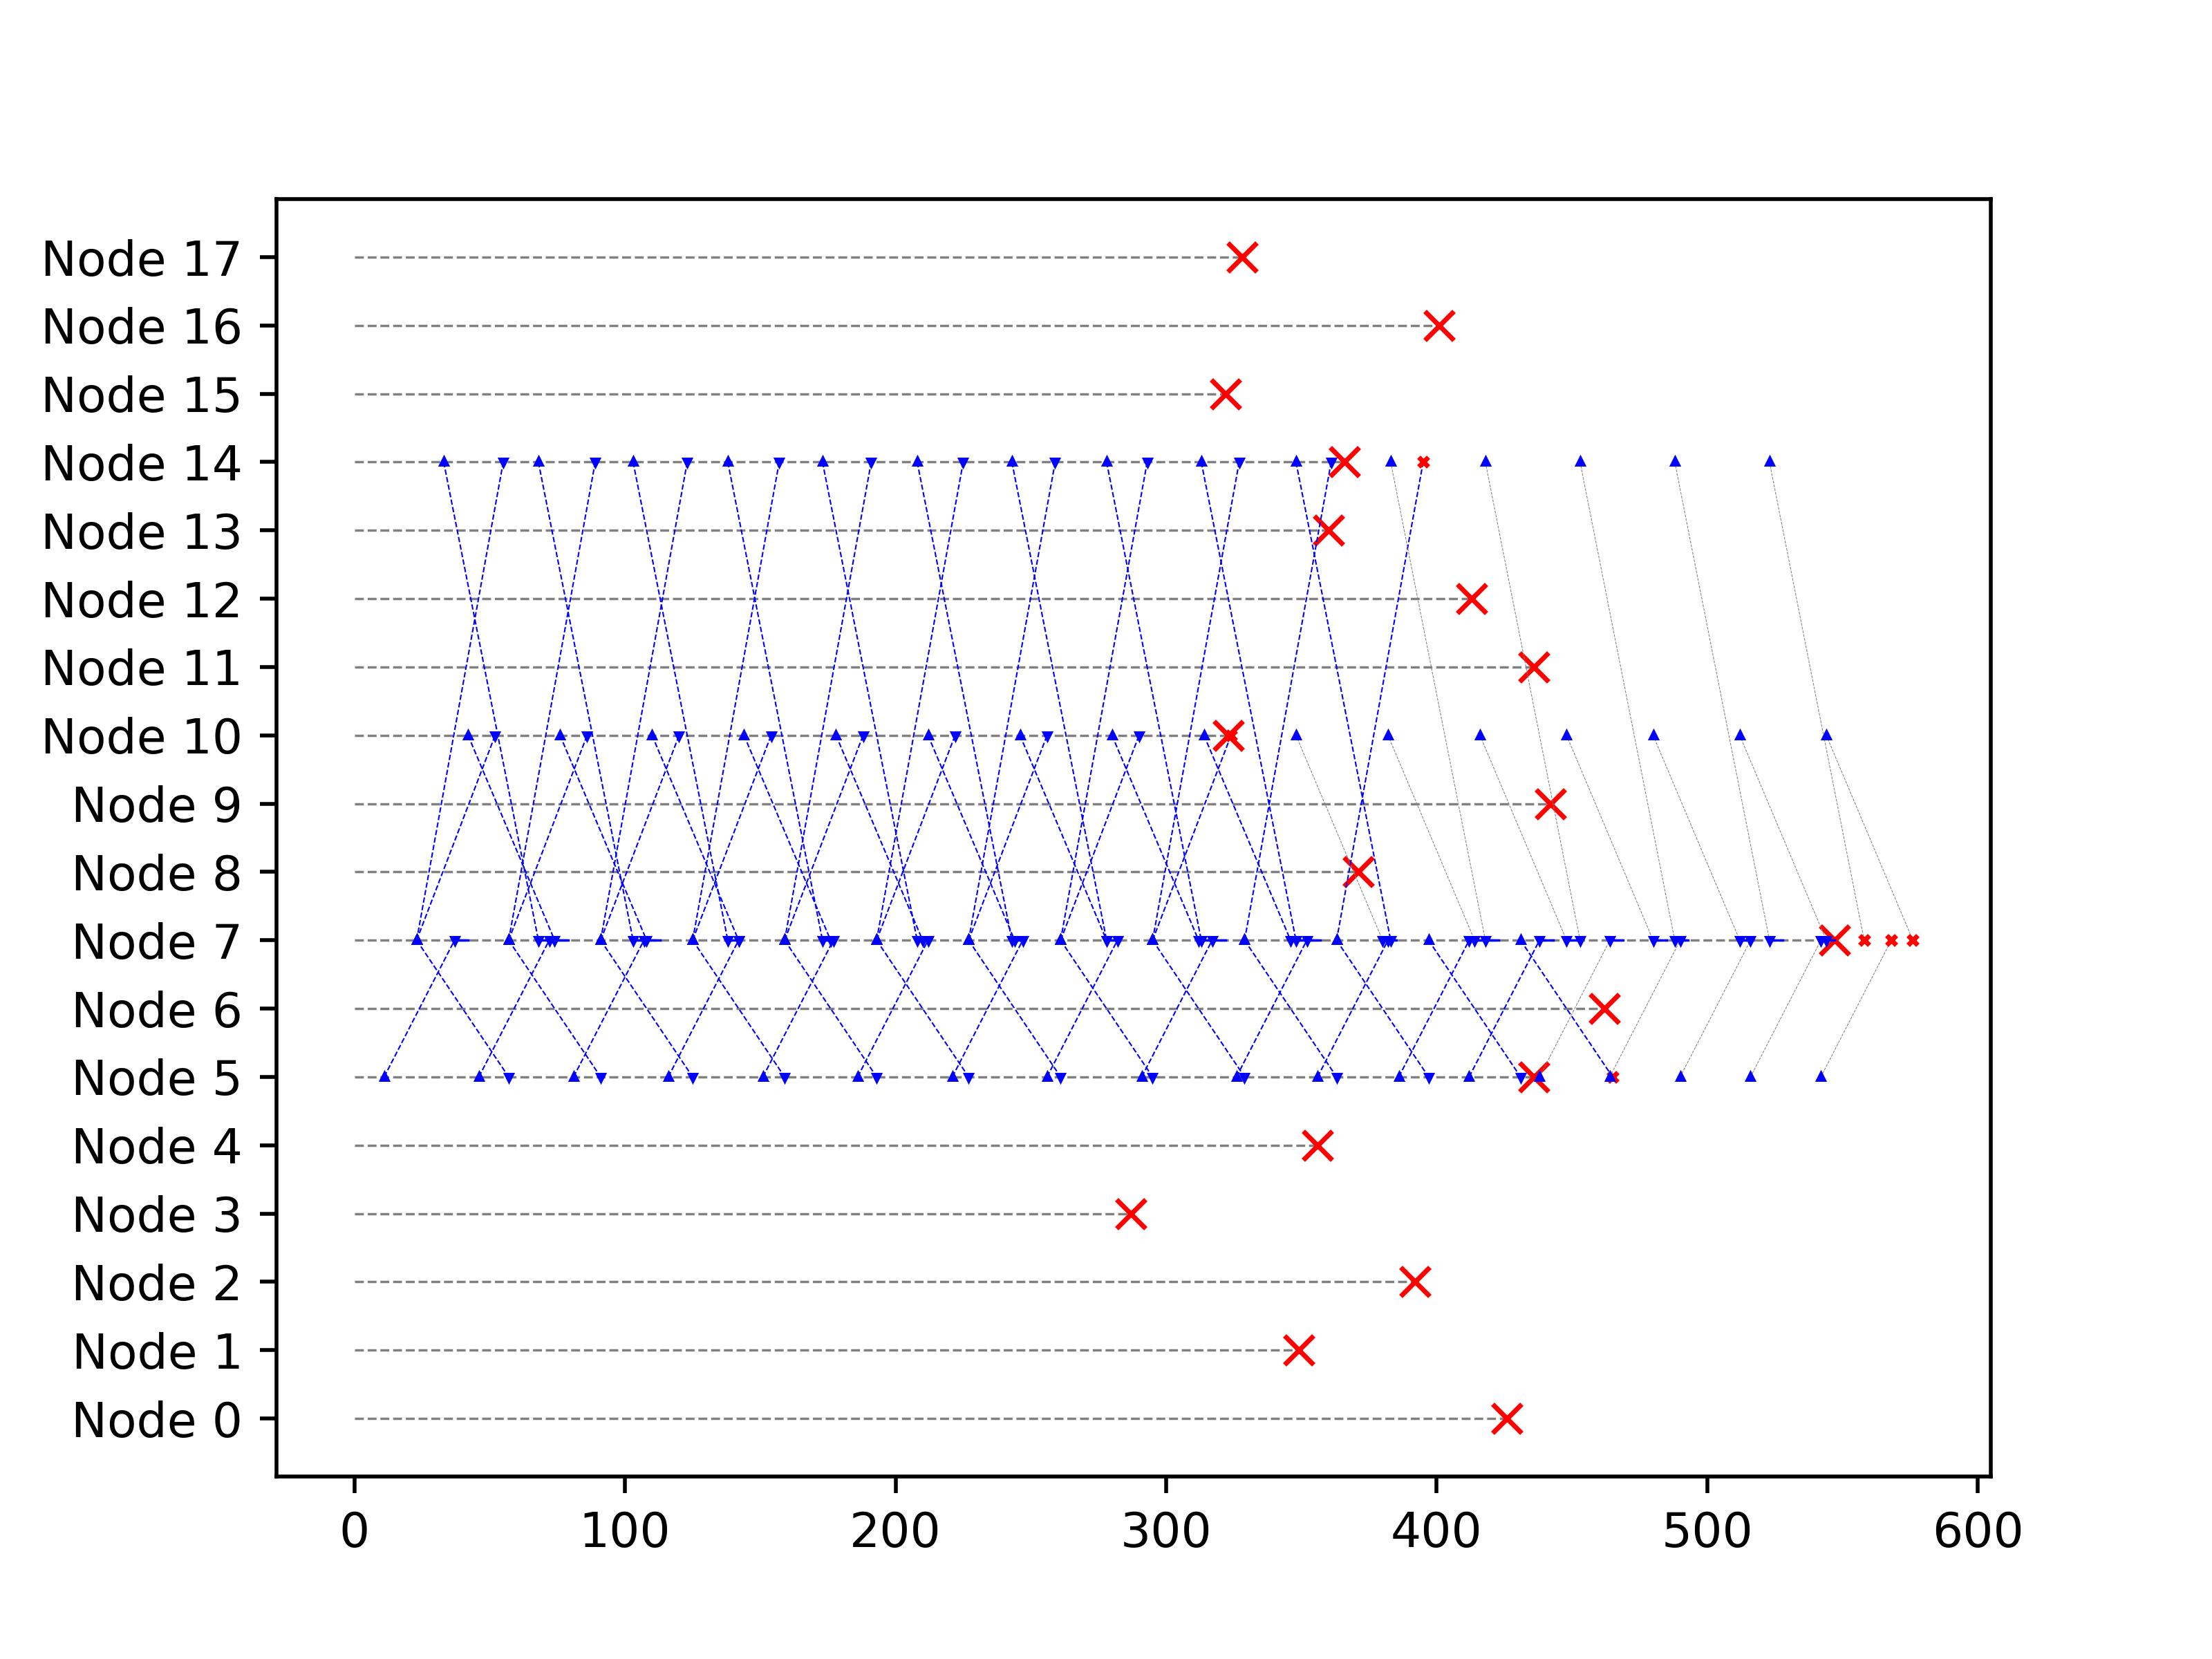 Node 17
Node 16
Node 15
Node 14
Node 13
Node 12
Node 11
Node 10
Node 9
Node 8
Node 7
Node 6
Node 5
Node 4
Node 3
Node 2
Node 1
Node 0
0 100 200 300 400 500 600